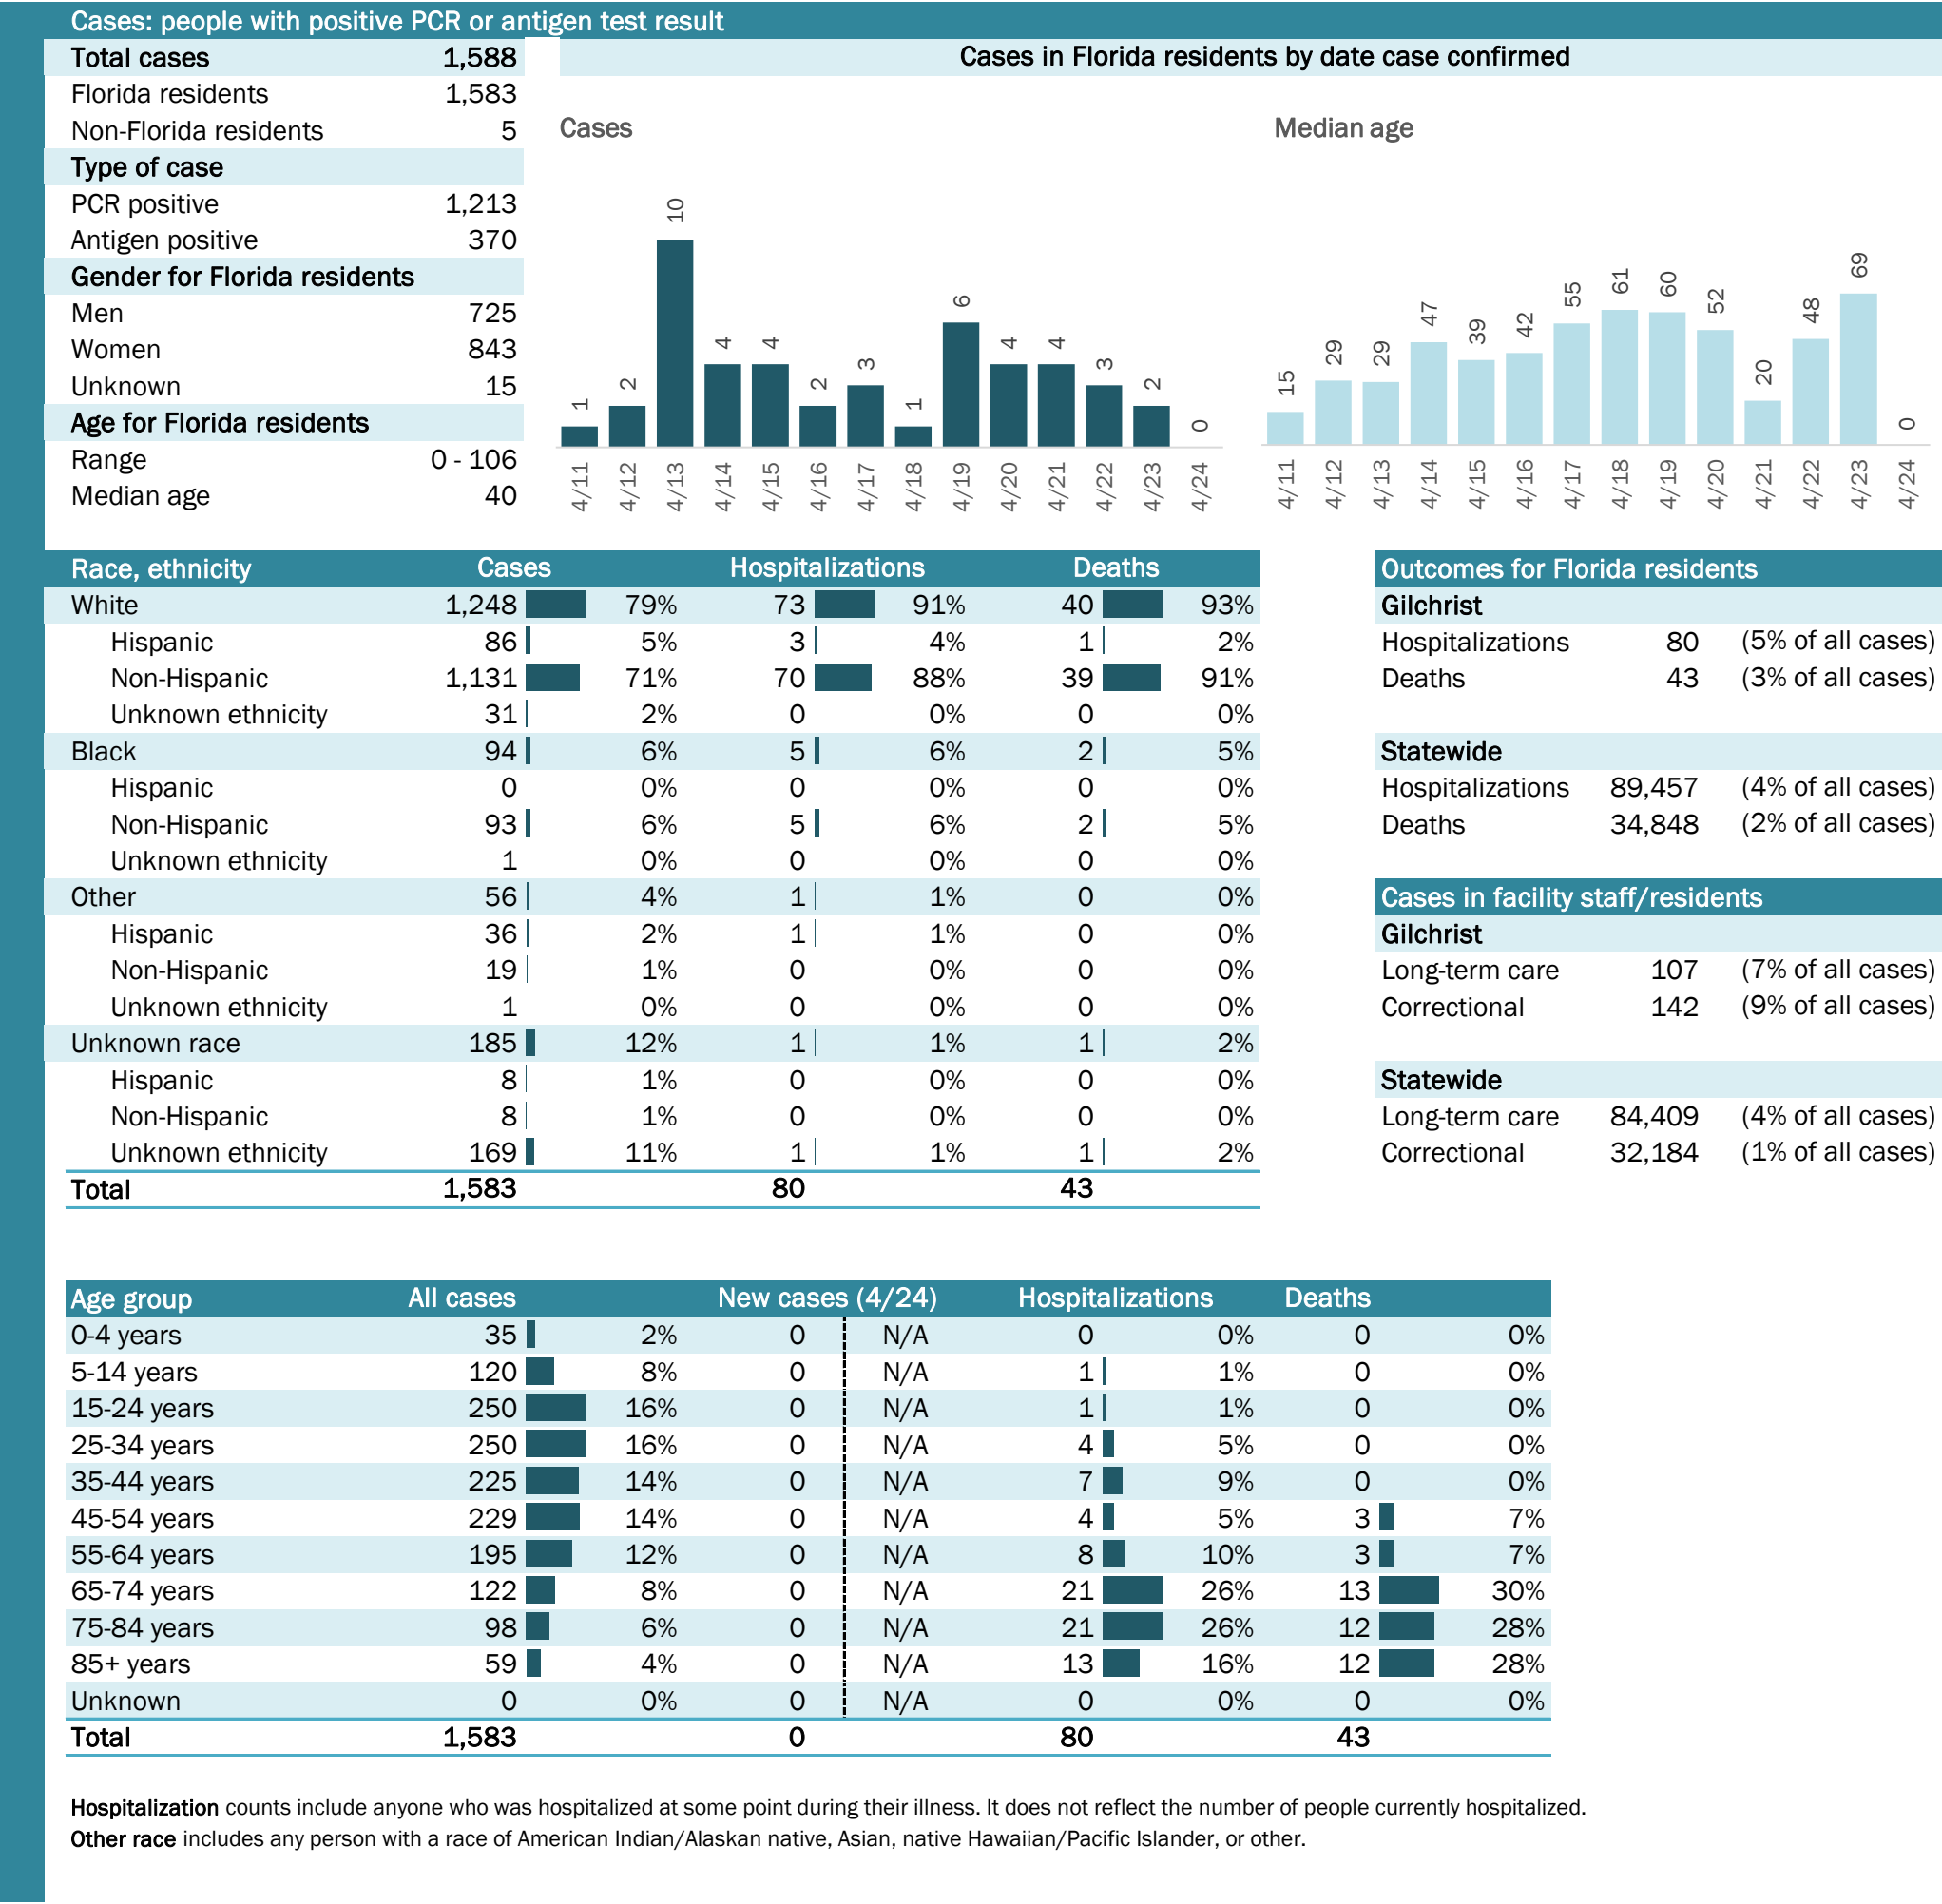 Cases: people with positive PCR or antigen test result
Total cases 1,588
Florida residents 1,583
Non-Florida residents 5
Type of case
PCR positive 1,213
Antigen positive 370
Gender for Florida residents
Men 725
Women 843
Unknown 15
Age for Florida residents
Range 0 - 106
Median age 40
Cases in Florida residents by date case confirmed
Cases
1 2 10 4 4 2 3 1 6 4 4 3 2 0
4/11 4/12 4/13 4/14 4/15 4/16 4/17 4/18 4/19 4/20 4/21 4/22 4/23 4/24
Median age
15 29 29 47 39 42 55 61 60 52 20 48 69 0
4/11 4/12 4/13 4/14 4/15 4/16 4/17 4/18 4/19 4/20 4/21 4/22 4/23 4/24
Race, ethnicity Cases Hospitalizations Deaths
White 1,248 79% 73 91% 40 93%
Hispanic 86 5% 3 4% 1 2%
Non-Hispanic 1,131 71% 70 88% 39 91%
Unknown ethnicity 31 2% 0 0% 0 0%
Black 94 6% 5 6% 2 5%
Hispanic 0 0% 0 0% 0 0%
Non-Hispanic 93 6% 5 6% 2 5%
Unknown ethnicity 1 0% 0 0% 0 0%
Other 56 4% 1 1% 0 0%
Hispanic 36 2% 1 1% 0 0%
Non-Hispanic 19 1% 0 0% 0 0%
Unknown ethnicity 1 0% 0 0% 0 0%
Unknown race 185 12% 1 1% 1 2%
Hispanic 8 1% 0 0% 0 0%
Non-Hispanic 8 1% 0 0% 0 0%
Unknown ethnicity 169 11% 1 1% 1 2%
Total 1,583 80 43
Outcomes for Florida residents
Gilchrist
Hospitalizations 80 (5% of all cases)
Deaths 43 (3% of all cases)
Statewide
Hospitalizations 89,457 (4% of all cases)
Deaths 34,848 (2% of all cases)
Cases in facility staff/residents
Gilchrist
Long-term care 107 (7% of all cases)
Correctional 142 (9% of all cases)
Statewide
Long-term care 84,409 (4% of all cases)
Correctional 32,184 (1% of all cases)
Age group All cases New cases (4/24) Hospitalizations Deaths
0-4 years 35 2% 0 N/A 0 0% 0 0%
5-14 years 120 8% 0 N/A 1 1% 0 0%
15-24 years 250 16% 0 N/A 1 1% 0 0%
25-34 years 250 16% 0 N/A 4 5% 0 0%
35-44 years 225 14% 0 N/A 7 9% 0 0%
45-54 years 229 14% 0 N/A 4 5% 3 7%
55-64 years 195 12% 0 N/A 8 10% 3 7%
65-74 years 122 8% 0 N/A 21 26% 13 30%
75-84 years 98 6% 0 N/A 21 26% 12 28%
85+ years 59 4% 0 N/A 13 16% 12 28%
Unknown 0 0% 0 N/A 0 0% 0 0%
Total 1,583 0 80 43
Hospitalization counts include anyone who was hospitalized at some point during their illness. It does not reflect the number of people currently hospitalized.
Other race includes any person with a race of American Indian/Alaskan native, Asian, native Hawaiian/Pacific Islander, or other.